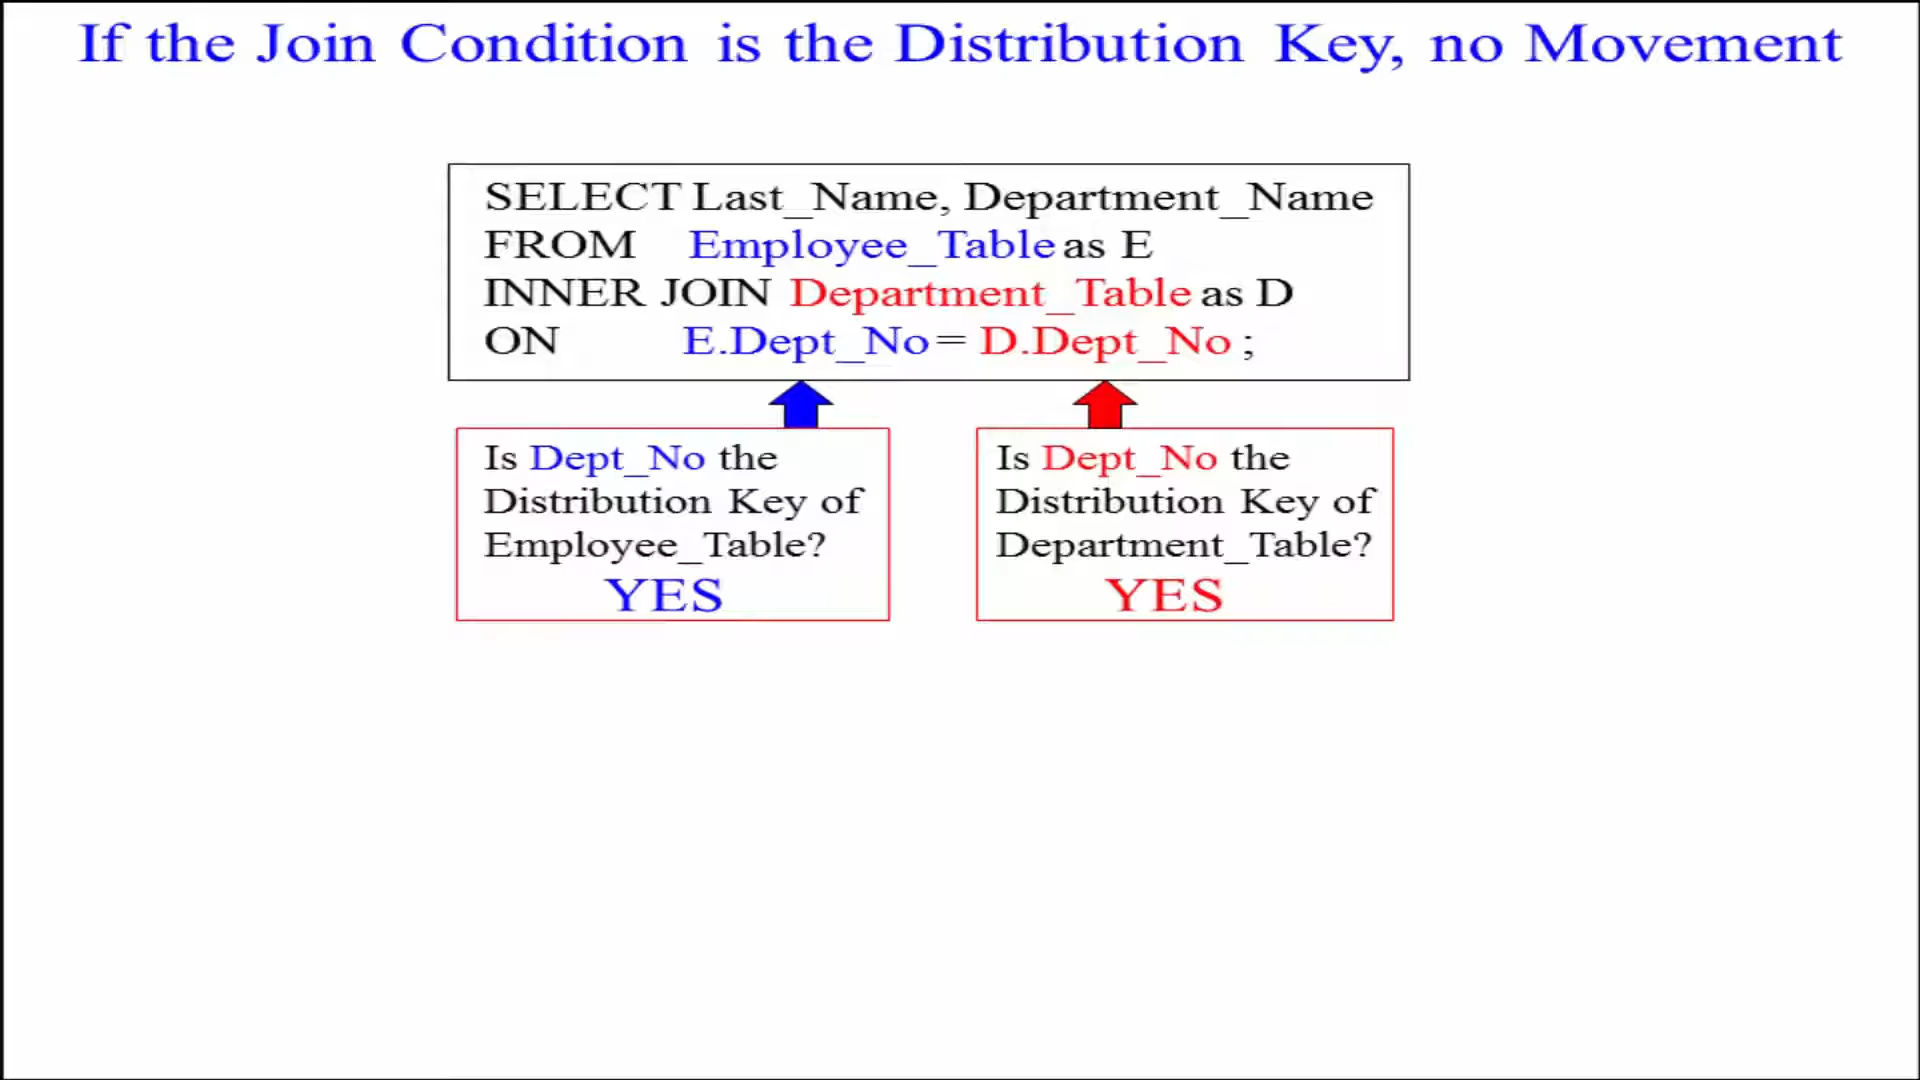 If the Join Condition is the Distribution Key, no Movement
SELECT Last_Name, Department_Name
FROM Employee_Table as E
INNER JOIN Department_Table as D
ON E.Dept_No = D.Dept_No ;
Is Dept_No the
Distribution Key of
Employee_Table?
YES
Is Dept_No the
Distribution Key of
Department_Table?
YES